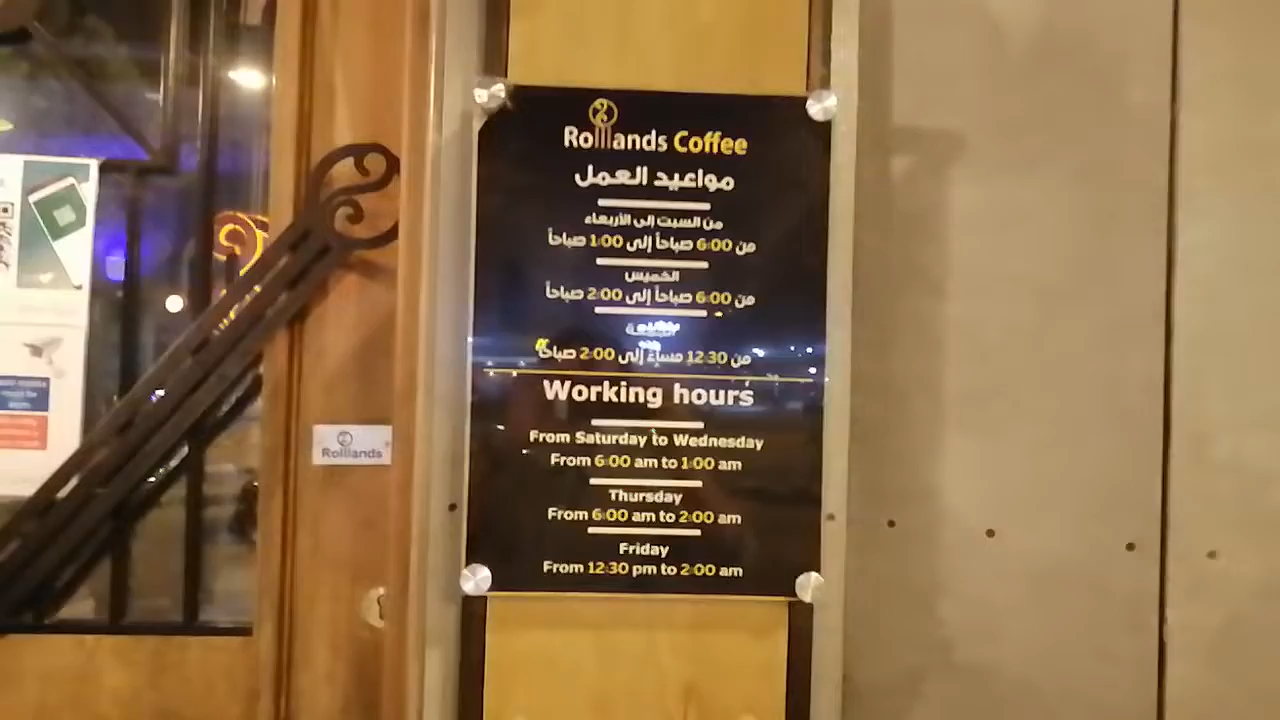 Rolllands Coffee
مواعيد العمل
من السبت إلى الأربعاء
من 6:00 صباحاً إلى 1:00 صباحاً
الخميس
من 6:00 صباحاً إلى 2:00 صباحاً
من 12:30 مساءً إلى 2:00 صباحاً
Working hours
From Saturday to Wednesday
From 6:00 am to 1:00 am
Thursday
From 6:00 am to 2:00 am
Friday
From 12:30 pm to 2:00 am
Rolllands